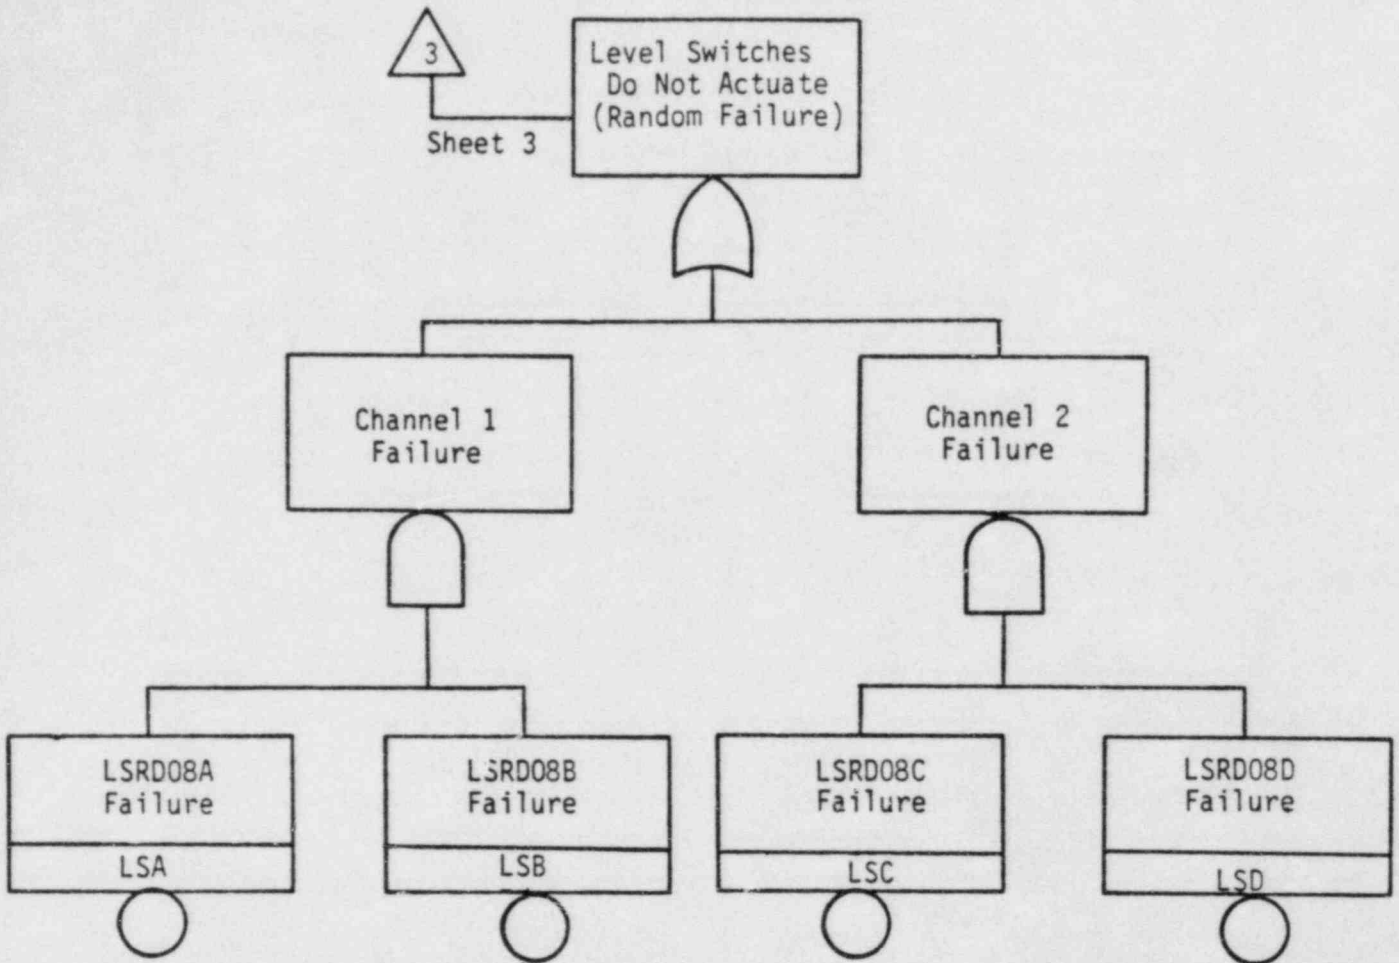 3
Sheet 3
Level Switches
Do Not Actuate
(Random Failure)
Channel 1
Failure
Channel 2
Failure
LSRD08A
Failure
LSA
LSRD08B
Failure
LSB
LSRD08C
Failure
LSC
LSRD08D
Failure
LSD